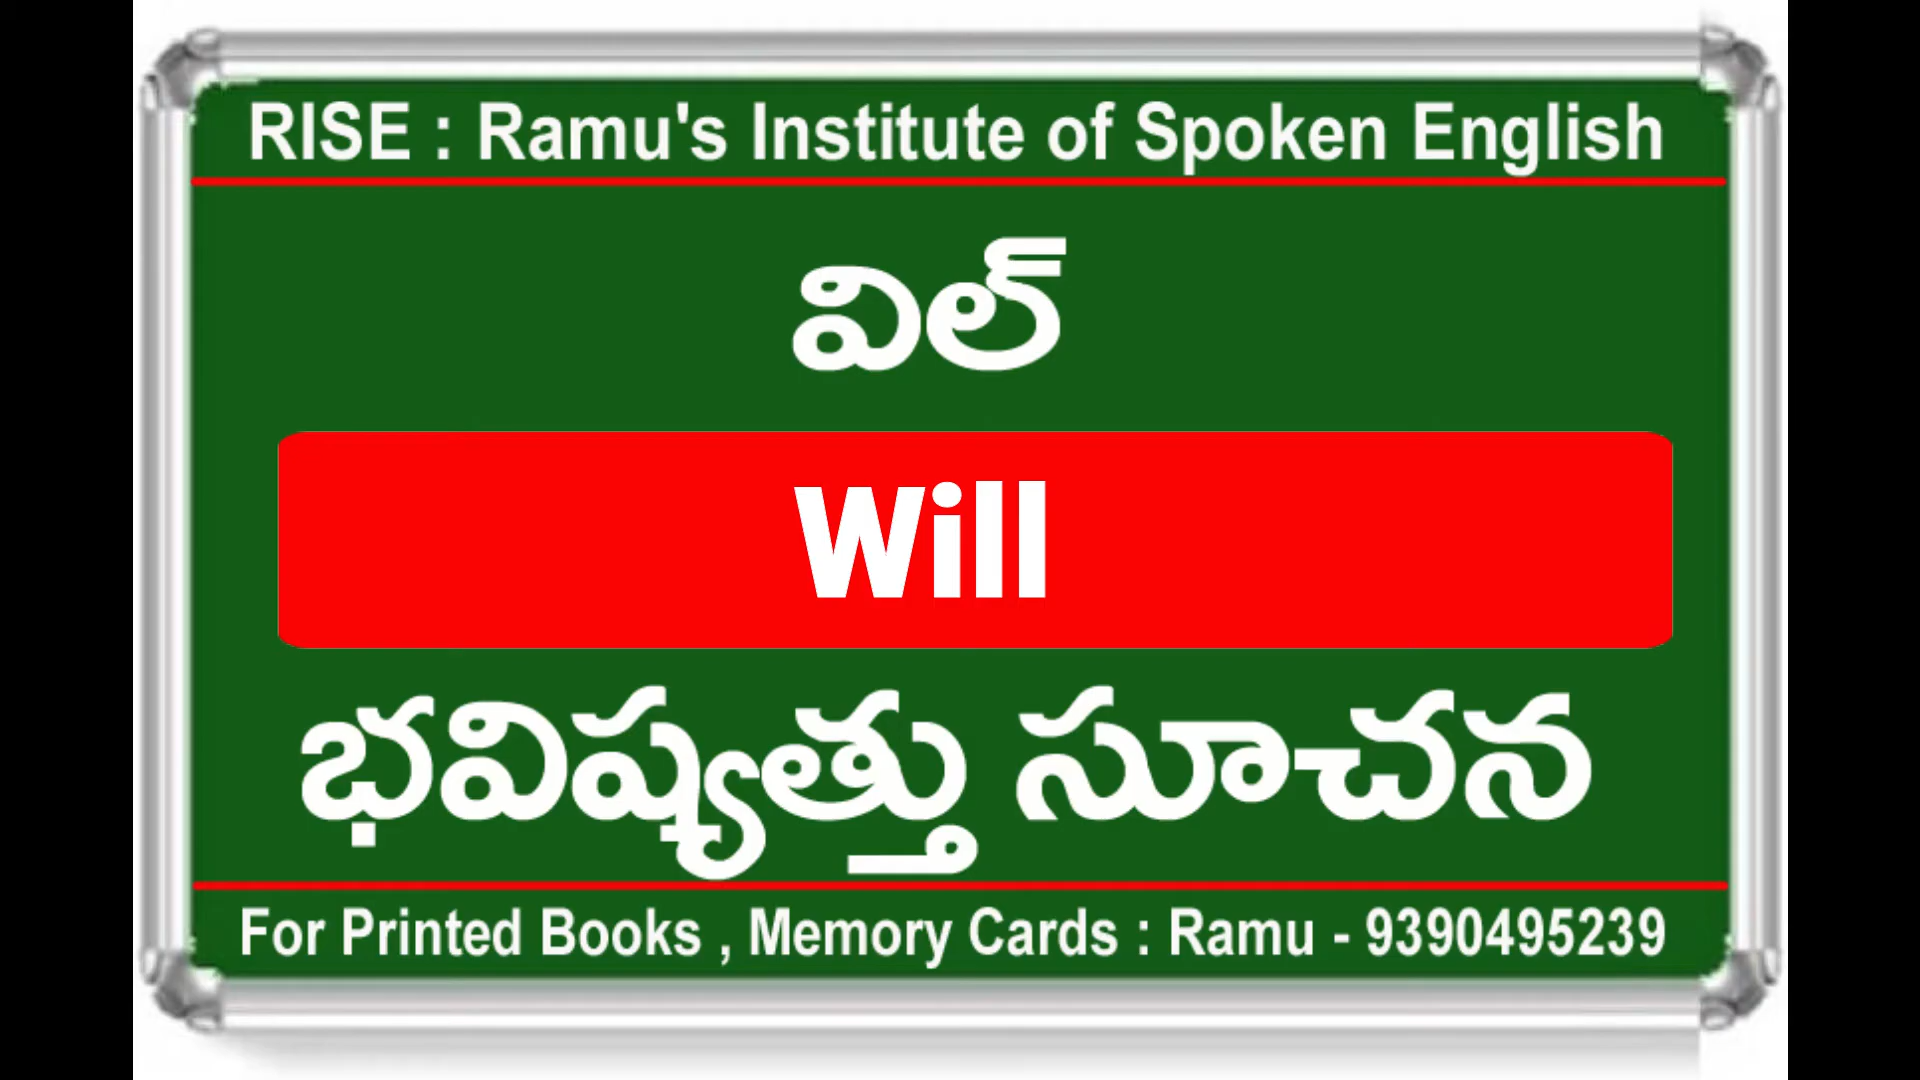 RISE : Ramu's Institute of Spoken English
విల్
Will
భవిష్యత్తు సూచన
For Printed Books , Memory Cards : Ramu - 9390495239